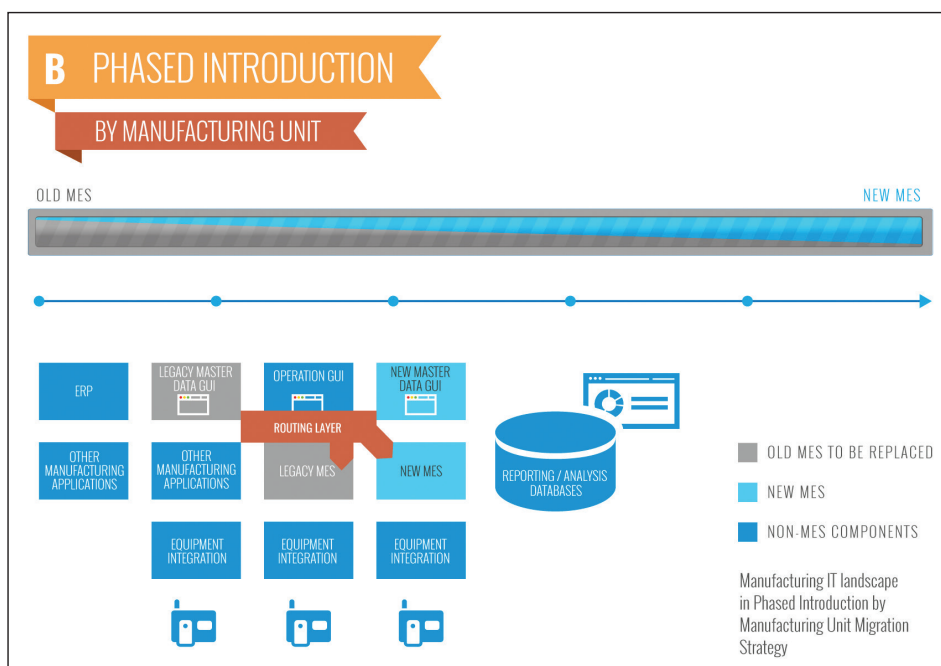 B PHASED INTRODUCTION
BY MANUFACTURING UNIT
OLD MES
NEW MES
ERP
LEGACY MASTER
DATA GUI
OPERATION GUI
NEW MASTER
DATA GUI
ROUTING LAYER
OTHER
MANUFACTURING
APPLICATIONS
OTHER
MANUFACTURING
APPLICATIONS
LEGACY MES
NEW MES
REPORTING / ANALYSIS
DATABASES
EQUIPMENT
INTEGRATION
EQUIPMENT
INTEGRATION
EQUIPMENT
INTEGRATION
OLD MES TO BE REPLACED
NEW MES
NON-MES COMPONENTS
Manufacturing IT landscape
in Phased Introduction by
Manufacturing Unit Migration
Strategy